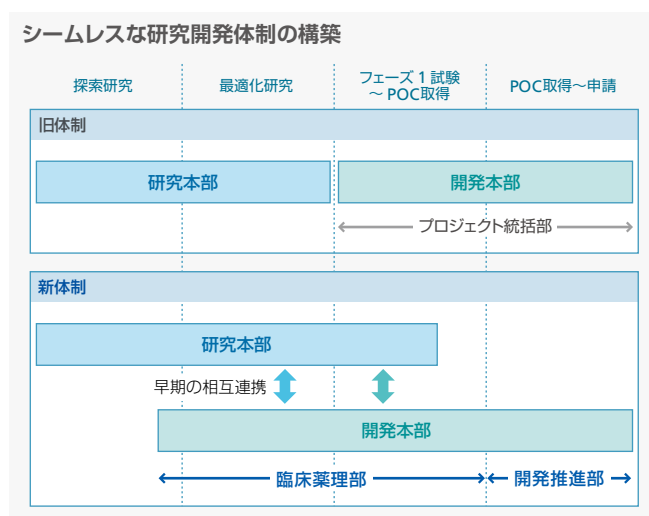 シームレスな研究開発体制の構築
探索研究
最適化研究
フェーズ1試験
～POC取得
POC取得～申請
旧体制
研究本部
開発本部
プロジェクト統括部
新体制
研究本部
早期の相互連携
開発本部
臨床薬理部
開発推進部